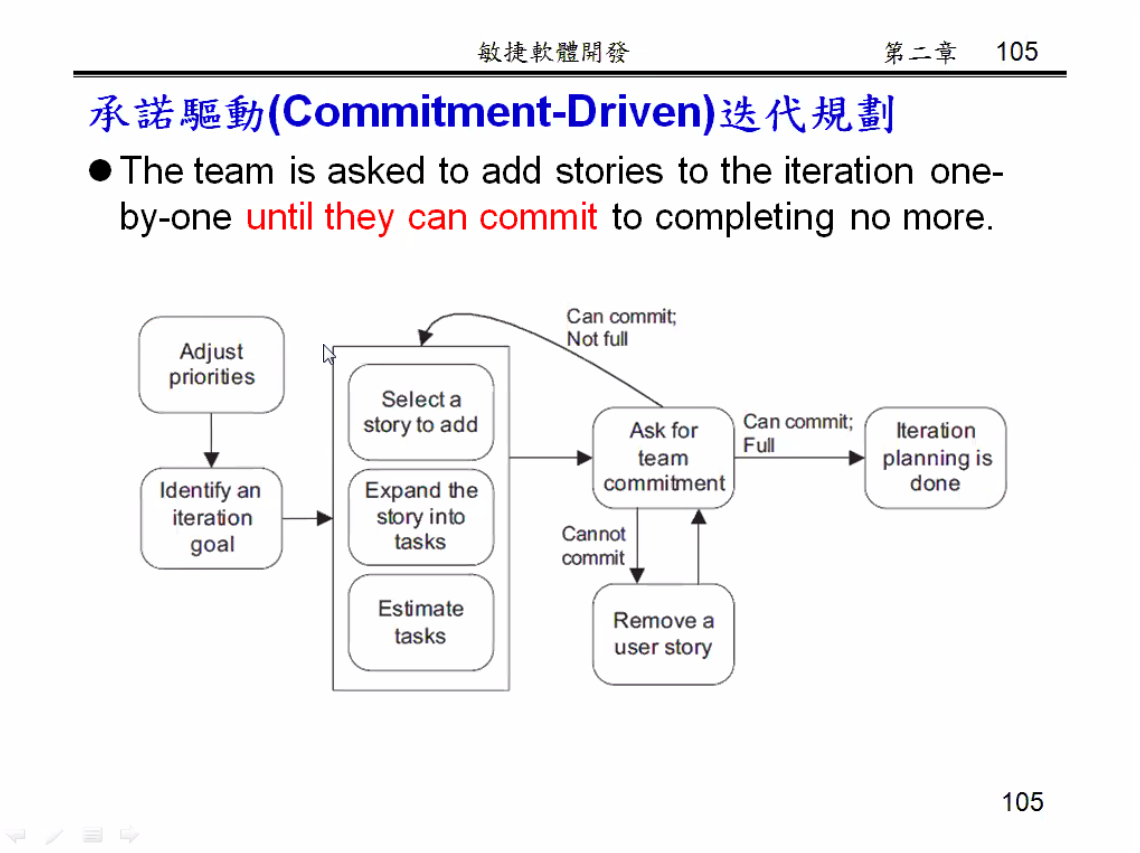 敏捷軟體開發 第二章 105
承諾驅動(Commitment-Driven)迭代規劃
● The team is asked to add stories to the iteration one-
by-one until they can commit to completing no more.
Adjust
priorities
Identify an
iteration
goal
Select a
story to add
Expand the
story into
tasks
Estimate
tasks
Can commit;
Not full
Ask for
team
commitment
Can commit;
Full
Iteration
planning is
done
Cannot
commit
Remove a
user story
105